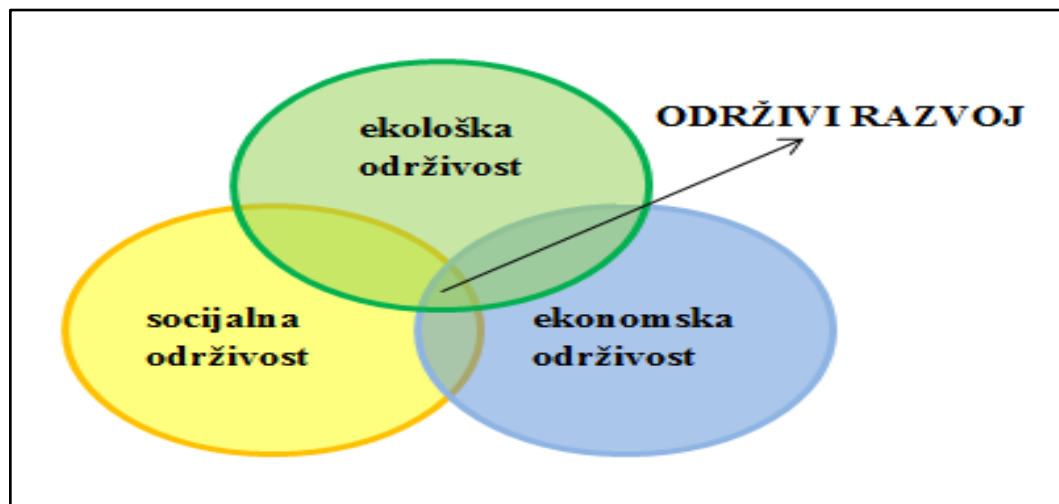 ekološka
održivost
ODRŽIVI RAZVOJ
socijalna
održivost
ekonomska
održivost